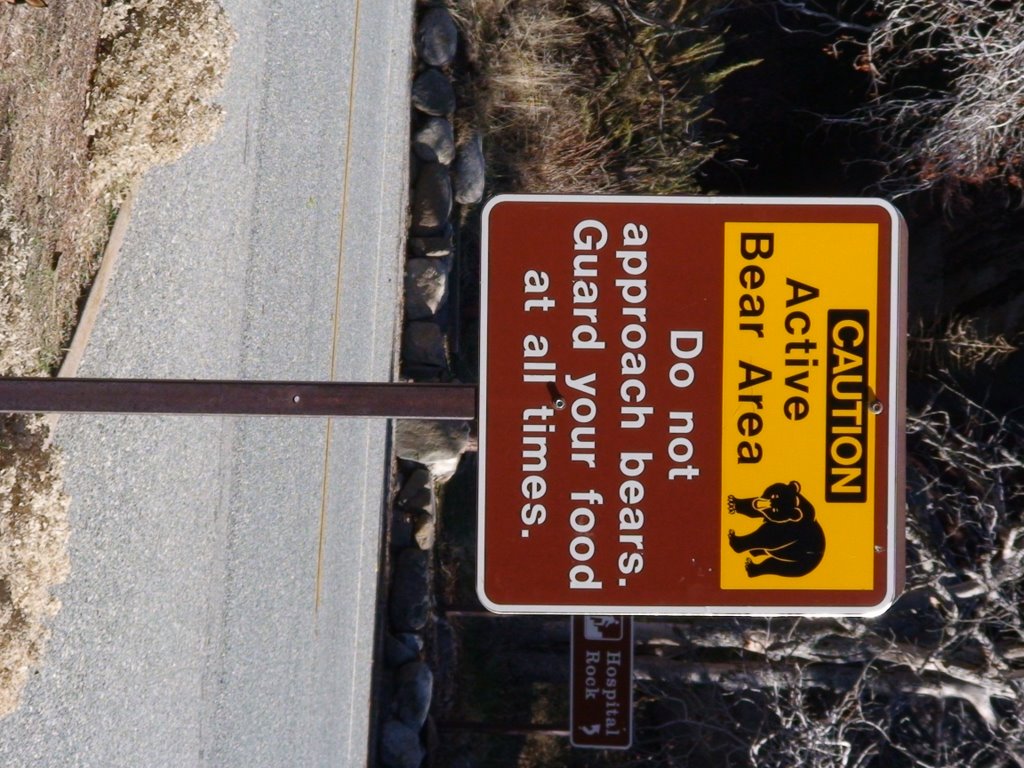 CAUTION
Active
Bear Area
Do not
approach bears.
Guard your food
at all times.
Hospital
Rock